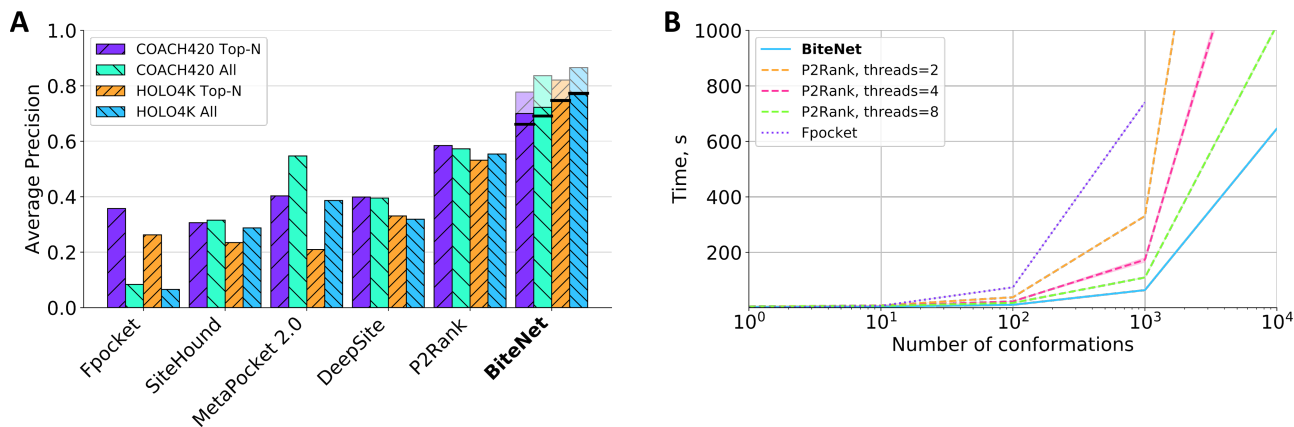 A
Average Precision
1.0
0.8
0.6
0.4
0.2
0.0
COACH420 Top-N
COACH420 All
HOLO4K Top-N
HOLO4K All
Fpocket
SiteHound
MetaPocket 2.0
DeepSite
P2Rank
BiteNet
B
Time, s
1000
800
600
400
200
BiteNet
P2Rank, threads=2
P2Rank, threads=4
P2Rank, threads=8
Fpocket
10⁰ 10¹ 10² 10³ 10⁴
Number of conformations